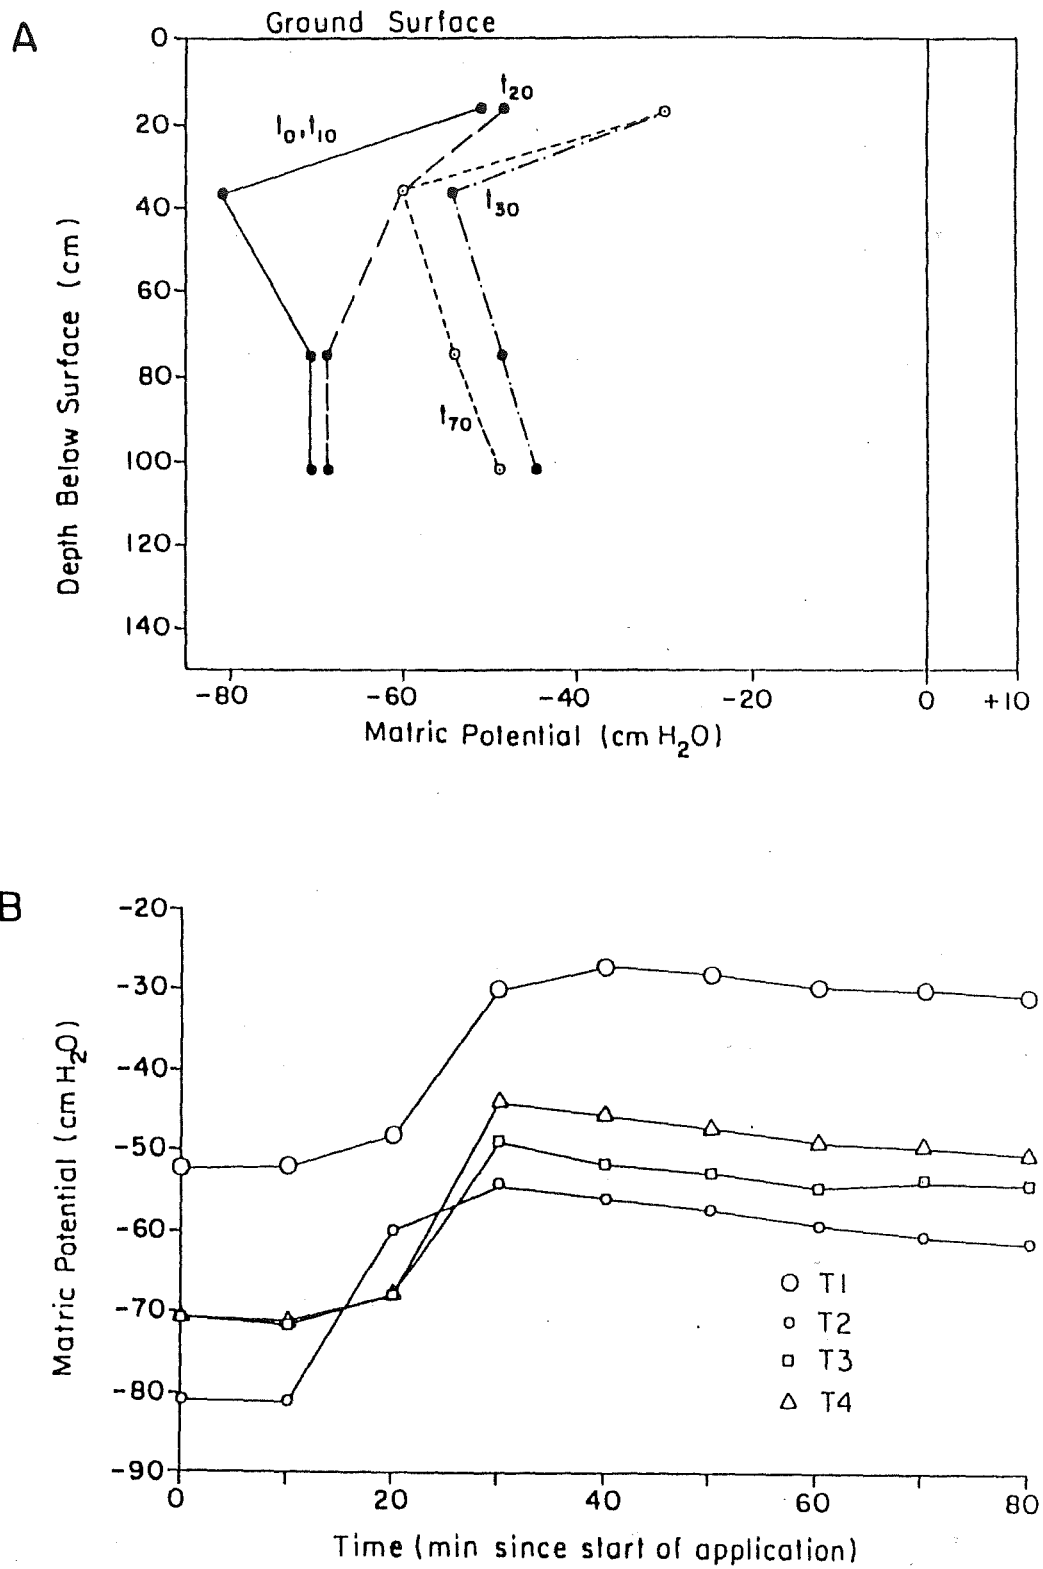 A
Ground Surface
0
20
40
60
80
100
120
140
Depth Below Surface (cm)
t20
t0,t10
t30
t70
-80 -60 -40 -20 0 +10
Matric Potential (cm H2O)
B
-20
-30
-40
-50
-60
-70
-80
-90
Matric Potential (cm H2O)
T1
T2
T3
T4
0 20 40 60 80
Time (min since start of application)